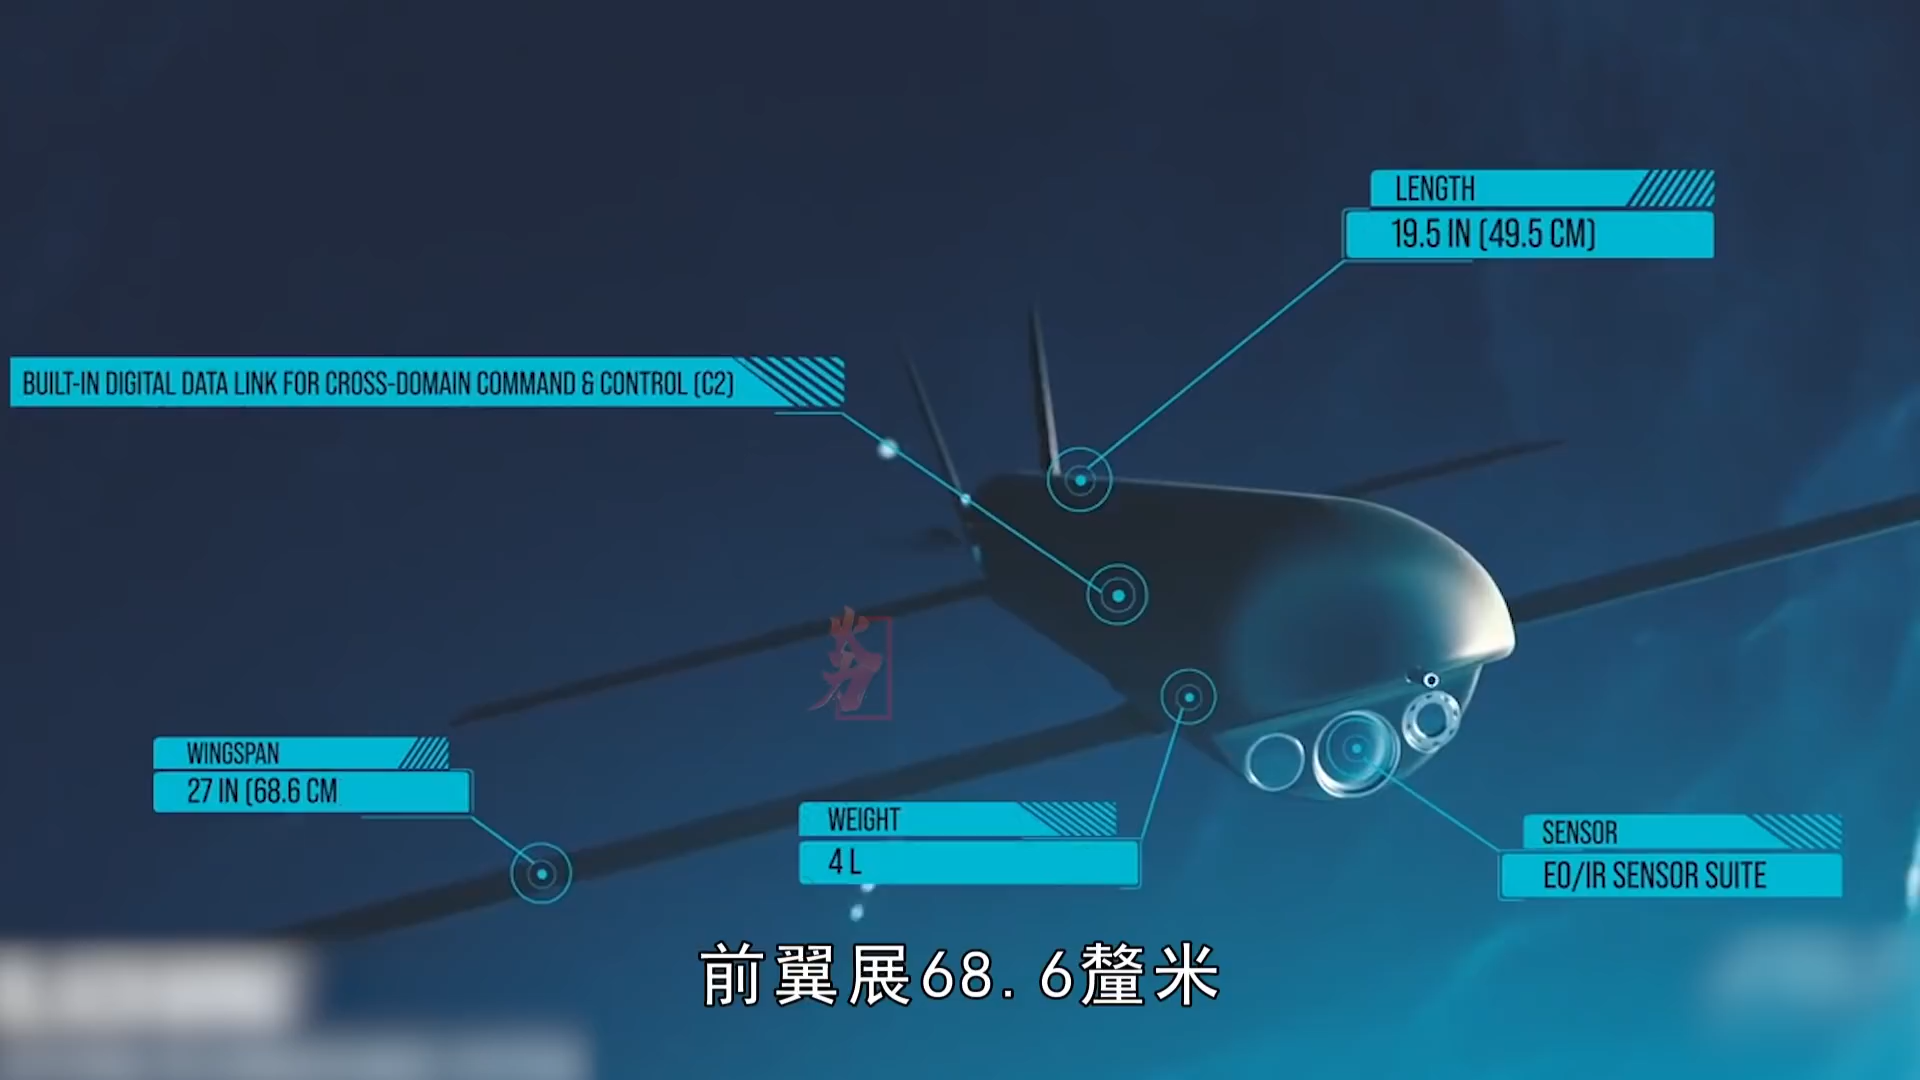 LENGTH
19.5 IN (49.5 CM)
BUILT-IN DIGITAL DATA LINK FOR CROSS-DOMAIN COMMAND & CONTROL (C2)
WINGSPAN
27 IN (68.6 CM
WEIGHT
4 L
SENSOR
EO/IR SENSOR SUITE
前翼展68.6釐米